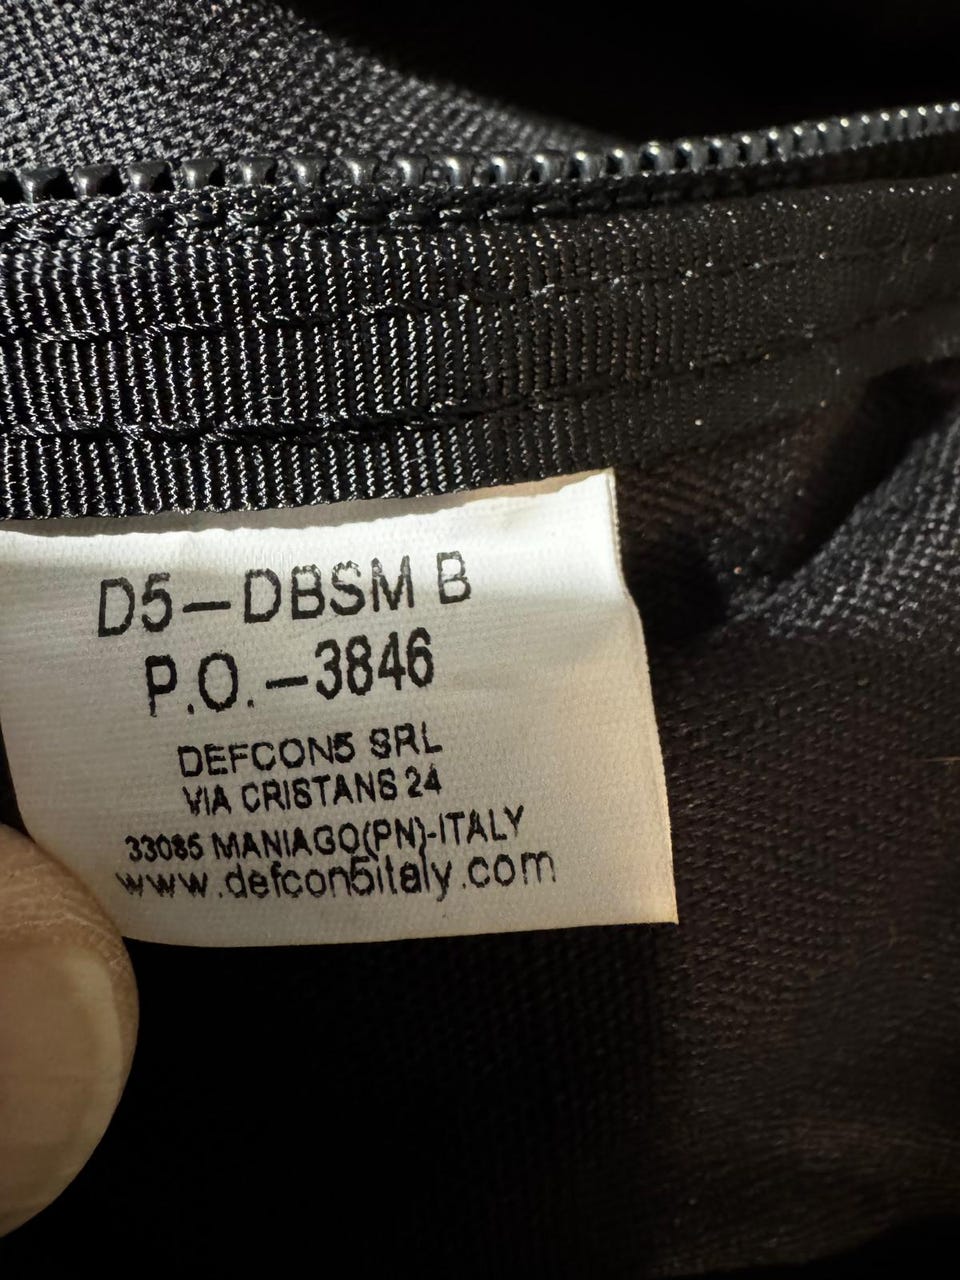 D5-DBSM B
P.O.-3846
DEFCON5 SRL
VIA CRISTANS 24
33085 MANIAGO(PN)-ITALY
www.defcon5italy.com